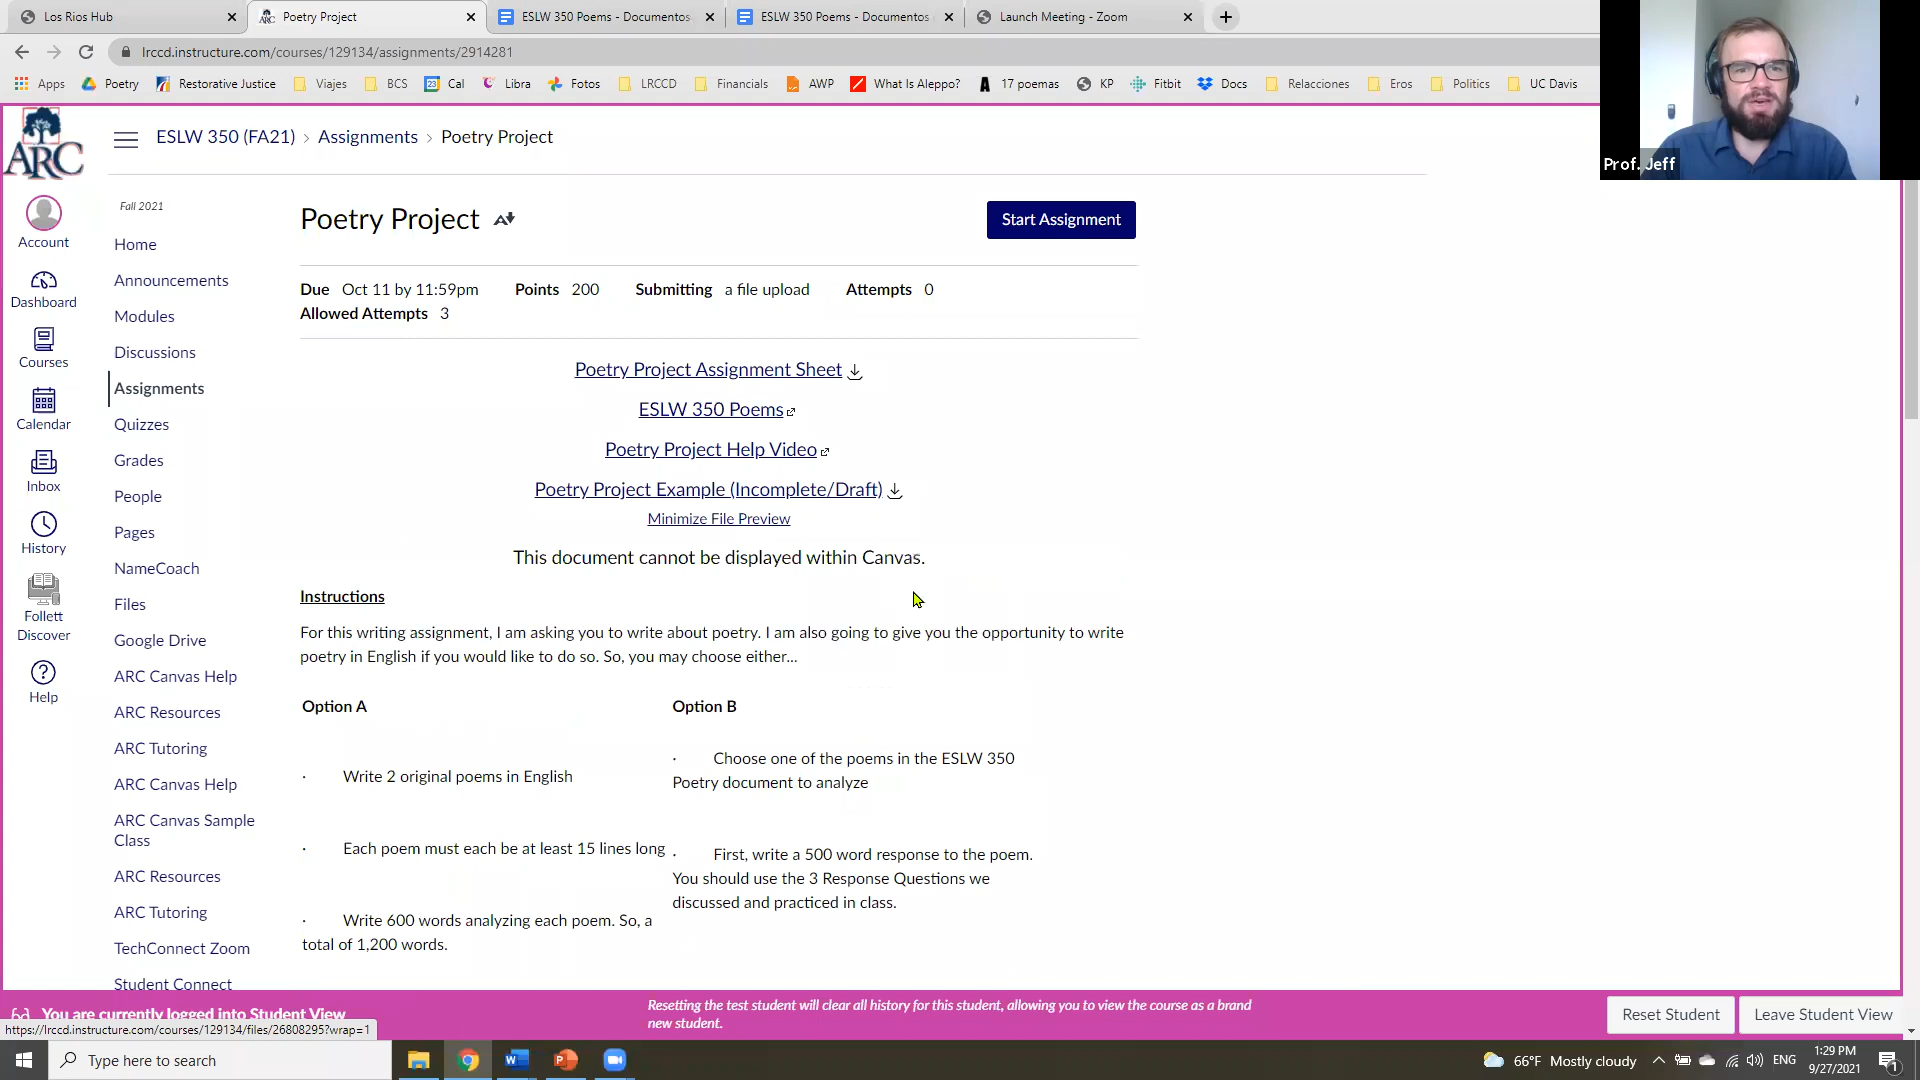 Los Rios Hub
Poetry Project
ESLW 350 Poems - Documentos
ESLW 350 Poems - Documentos
Launch Meeting - Zoom
lrccd.instructure.com/courses/129134/assignments/2914281
Apps
Poetry
Restorative Justice
Viajes
BCS
23
Cal
Libra
Fotos
LRCCD
Financials
AWP
What Is Aleppo?
17 poemas
KP
Fitbit
Docs
Relacciones
Eros
Politics
UC Davis
Prof. Jeff
ARC
ESLW 350 (FA21) › Assignments › Poetry Project
Account
Dashboard
Courses
Calendar
Inbox
History
Follett
Discover
Help
Fall 2021
Home
Announcements
Modules
Discussions
Assignments
Quizzes
Grades
People
Pages
NameCoach
Files
Google Drive
ARC Canvas Help
ARC Resources
ARC Tutoring
ARC Canvas Help
ARC Canvas Sample
Class
ARC Resources
ARC Tutoring
TechConnect Zoom
Student Connect
Poetry Project
Start Assignment
Due Oct 11 by 11:59pm Points 200 Submitting a file upload Attempts 0
Allowed Attempts 3
Poetry Project Assignment Sheet
ESLW 350 Poems
Poetry Project Help Video
Poetry Project Example (Incomplete/Draft)
Minimize File Preview
This document cannot be displayed within Canvas.
Instructions
For this writing assignment, I am asking you to write about poetry. I am also going to give you the opportunity to write
poetry in English if you would like to do so. So, you may choose either...
Option A
· Write 2 original poems in English
· Each poem must each be at least 15 lines long
· Write 600 words analyzing each poem. So, a
total of 1,200 words.
Option B
· Choose one of the poems in the ESLW 350
Poetry document to analyze
· First, write a 500 word response to the poem.
You should use the 3 Response Questions we
discussed and practiced in class.
You are currently logged into Student View
Resetting the test student will clear all history for this student, allowing you to view the course as a brand
new student.
Reset Student
Leave Student View
https://lrccd.instructure.com/courses/129134/files/26808295?wrap=1
Type here to search
66°F Mostly cloudy
ENG
1:29 PM
9/27/2021
1